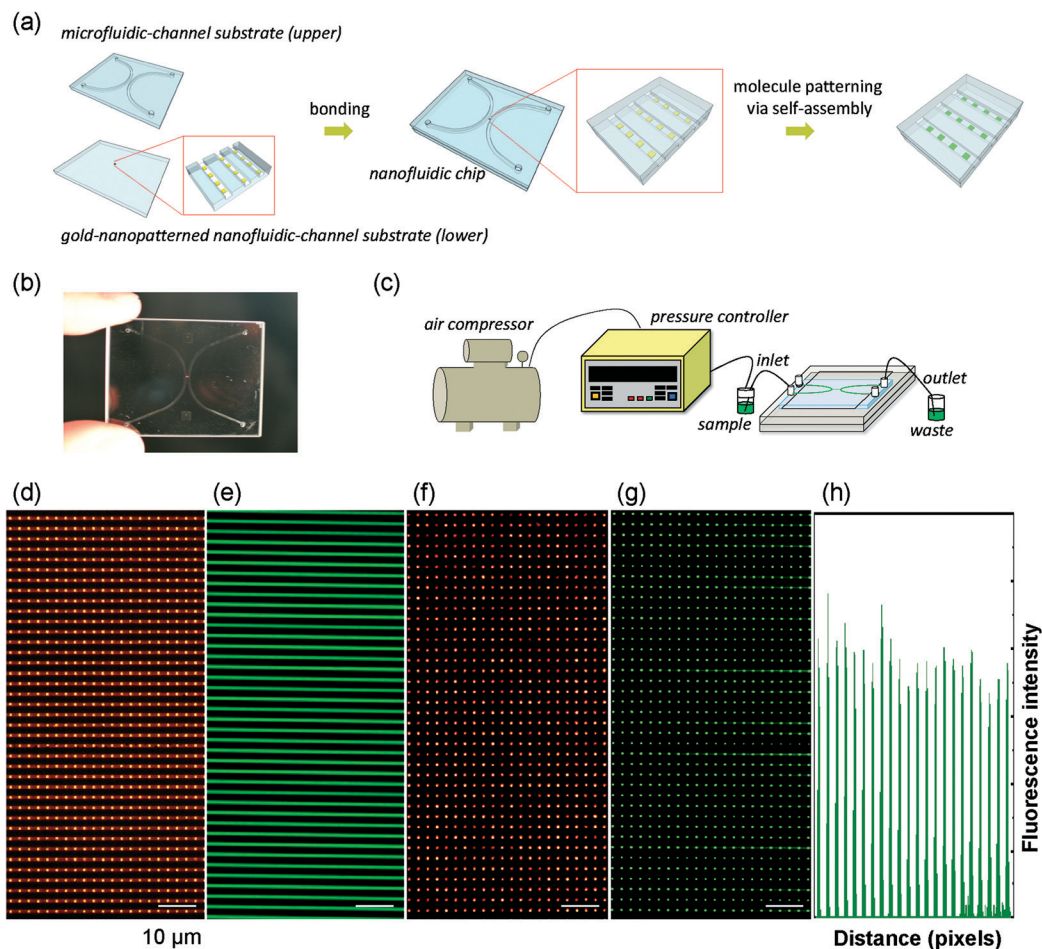 (a)
microfluidic-channel substrate (upper)
bonding
nanofluidic chip
molecule patterning
via self-assembly
gold-nanopatterned nanofluidic-channel substrate (lower)
(b)
(c)
air compressor
pressure controller
inlet
outlet
sample
waste
(d)
(e)
(f)
(g)
(h)
Fluorescence intensity
10 μm
Distance (pixels)